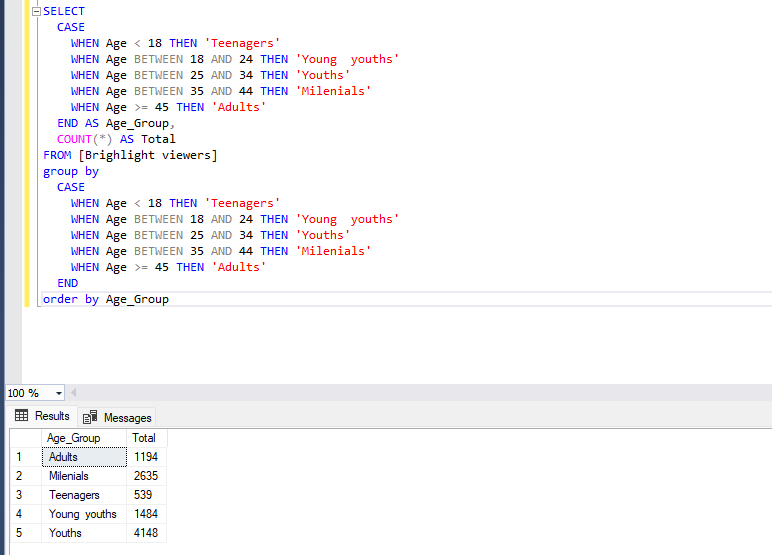 SELECT
CASE
WHEN Age < 18 THEN 'Teenagers'
WHEN Age BETWEEN 18 AND 24 THEN 'Young  youths'
WHEN Age BETWEEN 25 AND 34 THEN 'Youths'
WHEN Age BETWEEN 35 AND 44 THEN 'Milenials'
WHEN Age >= 45 THEN 'Adults'
END AS Age_Group,
COUNT(*) AS Total
FROM [Brighlight viewers]
group by
CASE
WHEN Age < 18 THEN 'Teenagers'
WHEN Age BETWEEN 18 AND 24 THEN 'Young  youths'
WHEN Age BETWEEN 25 AND 34 THEN 'Youths'
WHEN Age BETWEEN 35 AND 44 THEN 'Milenials'
WHEN Age >= 45 THEN 'Adults'
END
order by Age_Group
100 %
Results Messages
Age_Group Total
1 Adults 1194
2 Milenials 2635
3 Teenagers 539
4 Young  youths 1484
5 Youths 4148